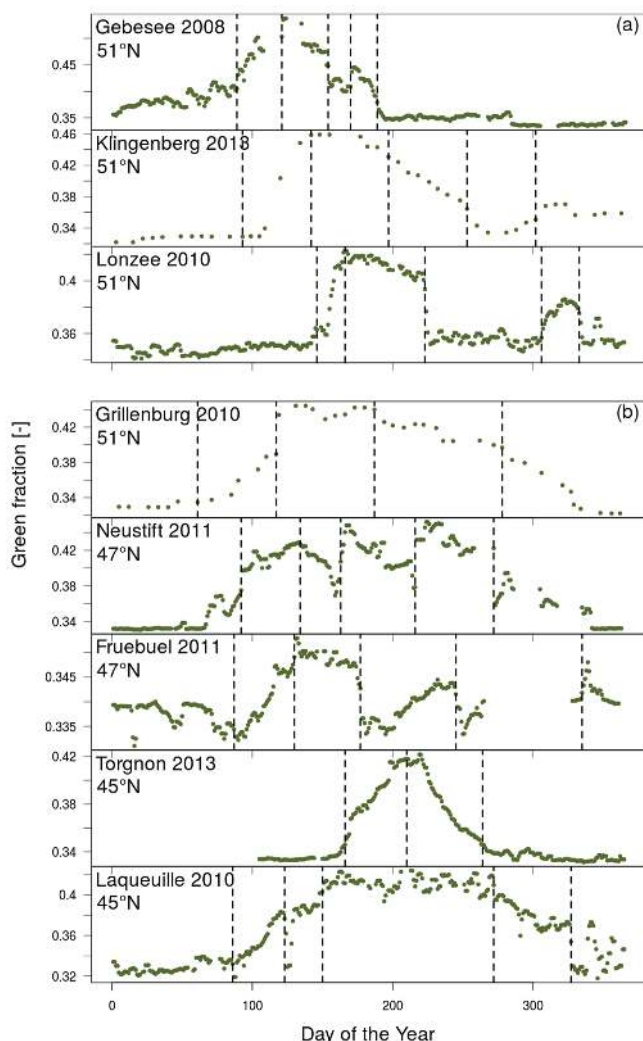 Gebesee 2008
(a)
51°N
0.45
0.35
0.46
Klingenberg 2013
51°N
0.42
0.38
0.34
Lonzee 2010
51°N
0.4
0.36
Green fraction [-]
Grillenburg 2010
(b)
51°N
0.42
0.38
0.34
Neustift 2011
47°N
0.42
0.38
0.34
Fruebuel 2011
47°N
0.345
0.335
0.42
Torgnon 2013
45°N
0.38
0.34
Laqueuille 2010
45°N
0.4
0.36
0.32
0 100 200 300
Day of the Year